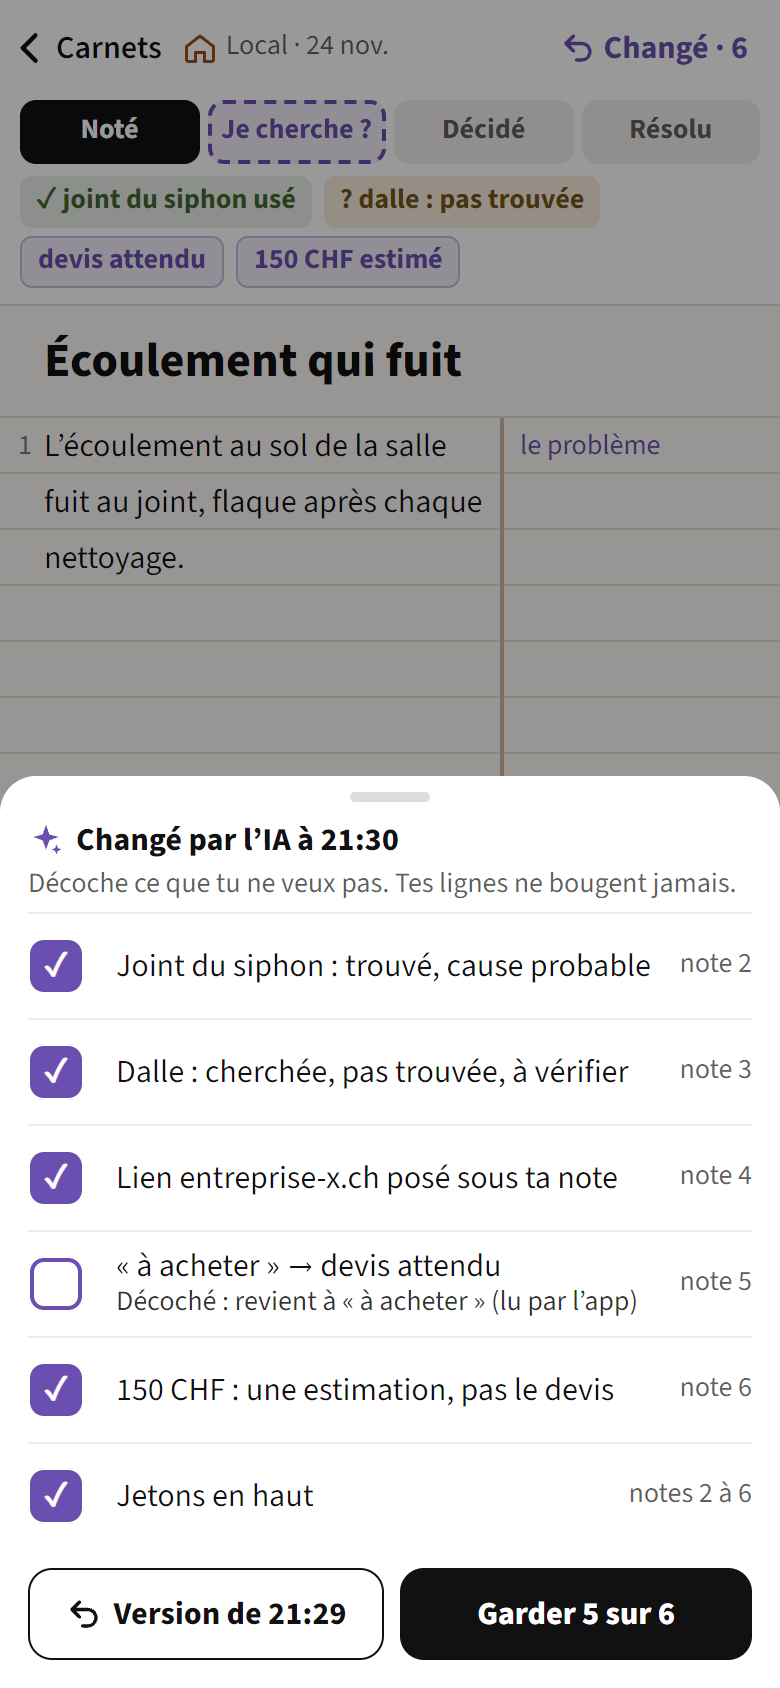 Carnets
Local · 24 nov.
Changé · 6
Noté
Je cherche ?
Décidé
Résolu
✓ joint du siphon usé
? dalle : pas trouvée
devis attendu
150 CHF estimé
Écoulement qui fuit
1 L’écoulement au sol de la salle
le problème
fuit au joint, flaque après chaque
nettoyage.
Changé par l’IA à 21:30
Décoche ce que tu ne veux pas. Tes lignes ne bougent jamais.
Joint du siphon : trouvé, cause probable
note 2
Dalle : cherchée, pas trouvée, à vérifier
note 3
Lien entreprise-x.ch posé sous ta note
note 4
« à acheter » → devis attendu
Décoché : revient à « à acheter » (lu par l’app)
note 5
150 CHF : une estimation, pas le devis
note 6
Jetons en haut
notes 2 à 6
Version de 21:29
Garder 5 sur 6